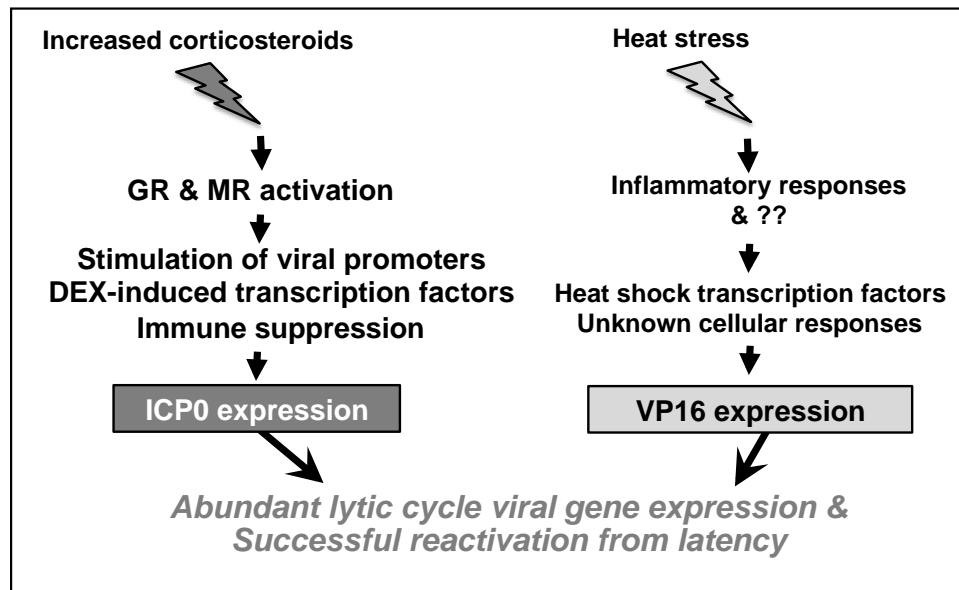 Increased corticosteroids
GR & MR activation
Stimulation of viral promoters
DEX-induced transcription factors
Immune suppression
ICP0 expression
Heat stress
Inflammatory responses
& ??
Heat shock transcription factors
Unknown cellular responses
VP16 expression
Abundant lytic cycle viral gene expression &
Successful reactivation from latency